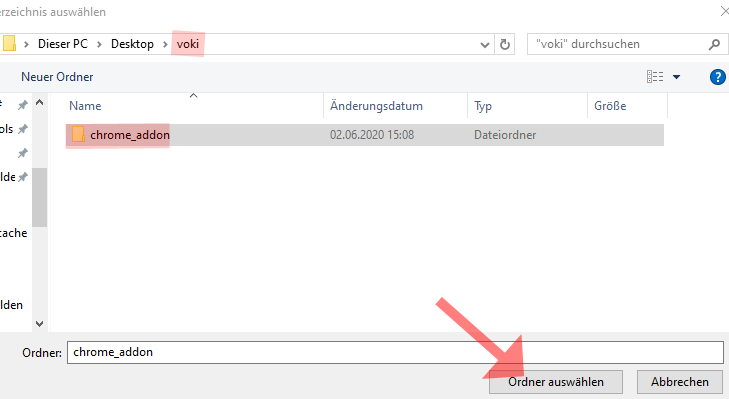 erzeichnis auswählen
Dieser PC > Desktop > voki
"voki" durchsuchen
Neuer Ordner
?
Name
Änderungsdatum
Typ
Größe
ols
lde
cache
lden
chrome_addon
02.06.2020 15:08
Dateiordner
Ordner:
chrome_addon
Ordner auswählen
Abbrechen